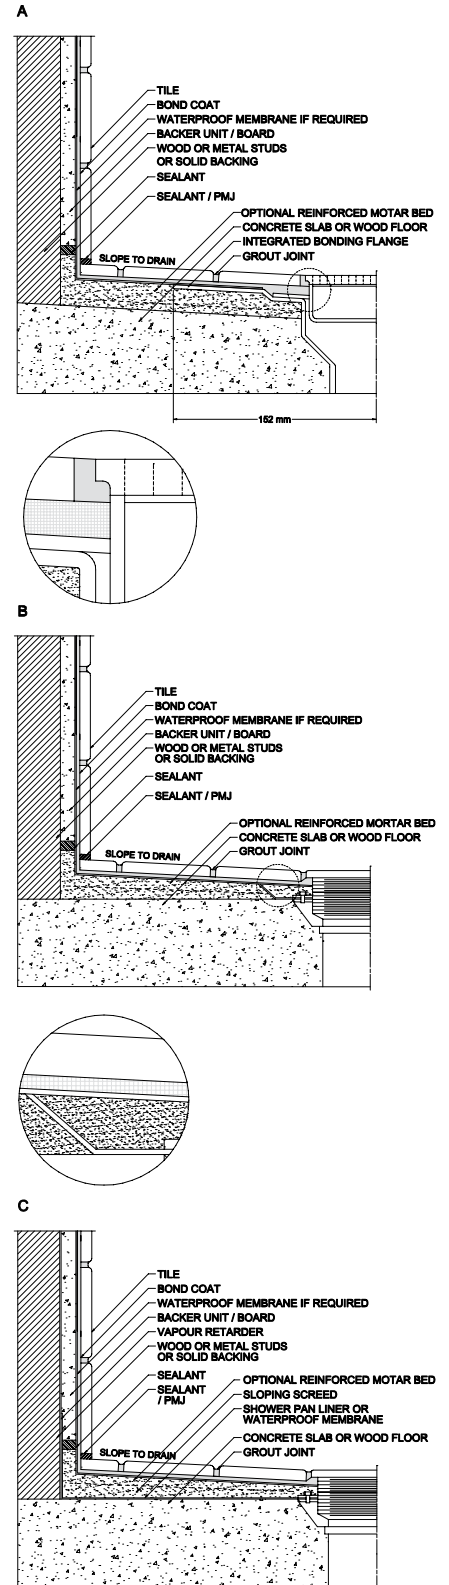 A
TILE
BOND COAT
WATERPROOF MEMBRANE IF REQUIRED
BACKER UNIT / BOARD
WOOD OR METAL STUDS
OR SOLID BACKING
SEALANT
SEALANT / PMJ
OPTIONAL REINFORCED MOTAR BED
CONCRETE SLAB OR WOOD FLOOR
INTEGRATED BONDING FLANGE
GROUT JOINT
SLOPE TO DRAIN
152 mm
B
TILE
BOND COAT
WATERPROOF MEMBRANE IF REQUIRED
BACKER UNIT / BOARD
WOOD OR METAL STUDS
OR SOLID BACKING
SEALANT
SEALANT / PMJ
OPTIONAL REINFORCED MORTAR BED
CONCRETE SLAB OR WOOD FLOOR
GROUT JOINT
SLOPE TO DRAIN
C
TILE
BOND COAT
WATERPROOF MEMBRANE IF REQUIRED
BACKER UNIT / BOARD
VAPOUR RETARDER
WOOD OR METAL STUDS
OR SOLID BACKING
SEALANT
SEALANT
/ PMJ
OPTIONAL REINFORCED MOTAR BED
SLOPING SCREED
SHOWER PAN LINER OR
WATERPROOF MEMBRANE
CONCRETE SLAB OR WOOD FLOOR
GROUT JOINT
SLOPE TO DRAIN